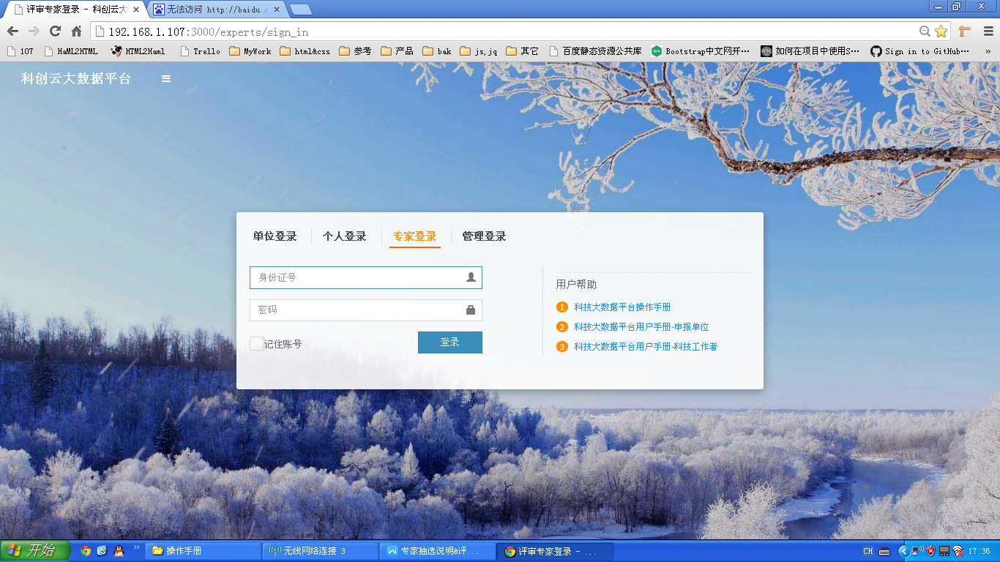 评审专家登录 - 科创云大
无法访问 http://baidu.c
192.168.1.107:3000/experts/sign_in
107 HaML2HTML HTML2Haml Trello MyWork html&css 参考 产品 bak js,jq 其它 百度静态资源公共库 Bootstrap中文网开··· 如何在项目中使用S··· Sign in to GitHub··· »
科创云大数据平台
单位登录 个人登录 专家登录 管理登录
身份证号
密码
记住账号
登录
用户帮助
1 科技大数据平台操作手册
2 科技大数据平台用户手册-申报单位
3 科技大数据平台用户手册-科技工作者
开始 » 操作手册 无线网络连接 3 专家抽选说明&评... 评审专家登录 - ... CH 17:36